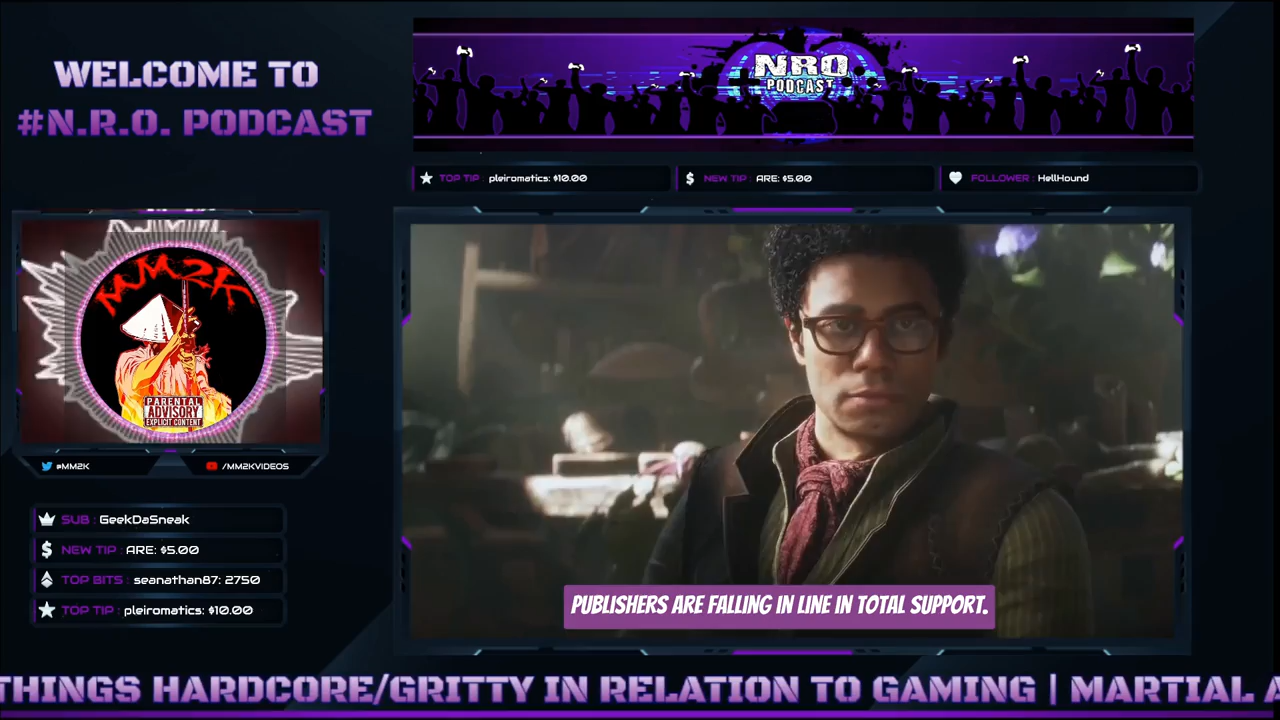 WELCOME TO
#N.R.O. PODCAST
NRO
PODCAST
TOP TIP : pleiromatics: $10.00
NEW TIP : ARE: $5.00
FOLLOWER : HellHound
MM2K
PARENTAL
ADVISORY
EXPLICIT CONTENT
@MM2K
/MM2KVIDEOS
SUB : GeekDaSneak
NEW TIP : ARE: $5.00
TOP BITS : seanathan87: 2750
TOP TIP : pleiromatics: $10.00
PUBLISHERS ARE FALLING IN LINE IN TOTAL SUPPORT.
THINGS HARDCORE/GRITTY IN RELATION TO GAMING | MARTIAL A